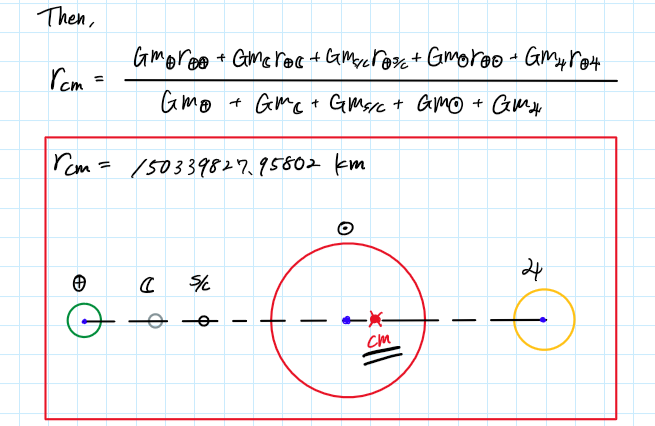 Then,
r_cm = (Gm⊕r⊕⊕ + Gm☾r⊕☾ + Gm_s/c r⊕s/c + Gm⊙r⊕⊙ + Gm♃r⊕♃) / (Gm⊕ + Gm☾ + Gm_s/c + Gm⊙ + Gm♃)
r_cm = 150339827.95802 km
⊙
⊕ ☾ s/c ♃
cm